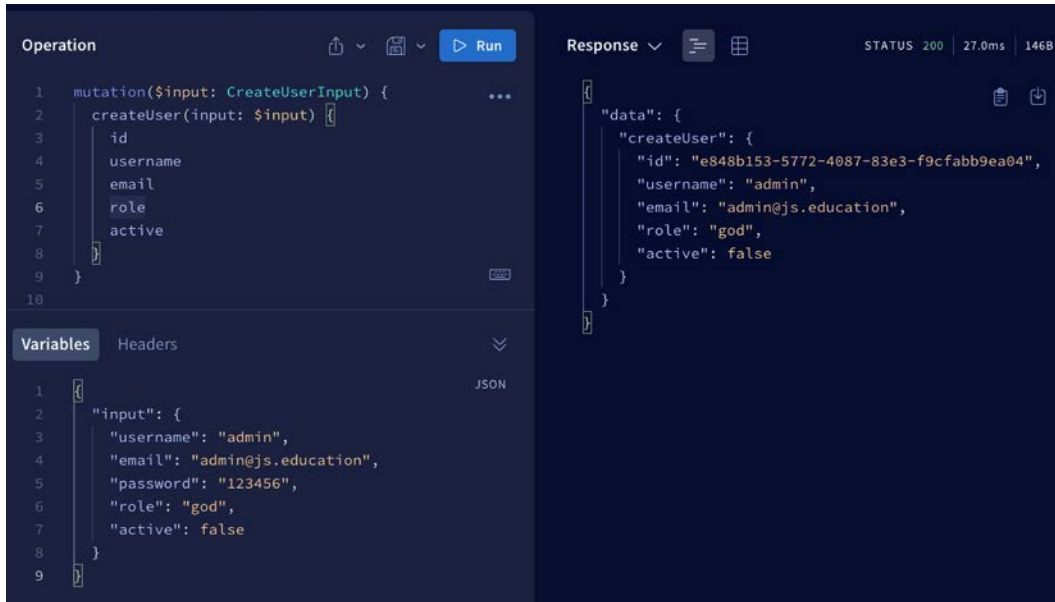 Operation
Run
1 mutation($input: CreateUserInput) {
2 createUser(input: $input) {
3 id
4 username
5 email
6 role
7 active
8 }
9 }
10
Variables Headers
JSON
1 {
2 "input": {
3 "username": "admin",
4 "email": "admin@js.education",
5 "password": "123456",
6 "role": "god",
7 "active": false
8 }
9 }
Response STATUS 200 27.0ms 146B
{
"data": {
"createUser": {
"id": "e848b153-5772-4087-83e3-f9cfabb9ea04",
"username": "admin",
"email": "admin@js.education",
"role": "god",
"active": false
}
}
}